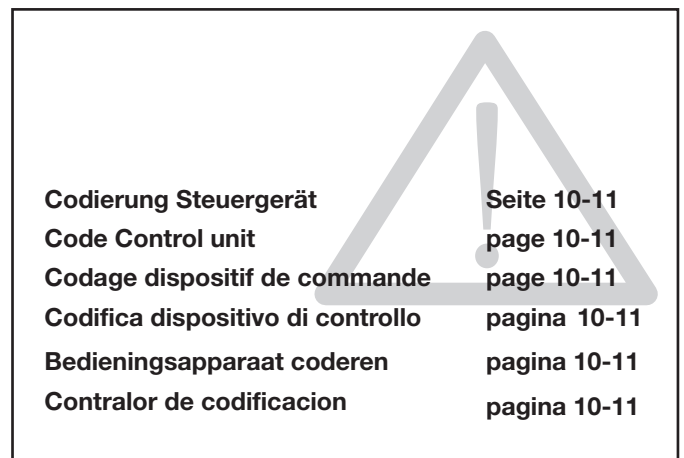 Codierung Steuergerät Seite 10-11
Code Control unit page 10-11
Codage dispositif de commande page 10-11
Codifica dispositivo di controllo pagina 10-11
Bedieningsapparaat coderen pagina 10-11
Contralor de codificacion pagina 10-11